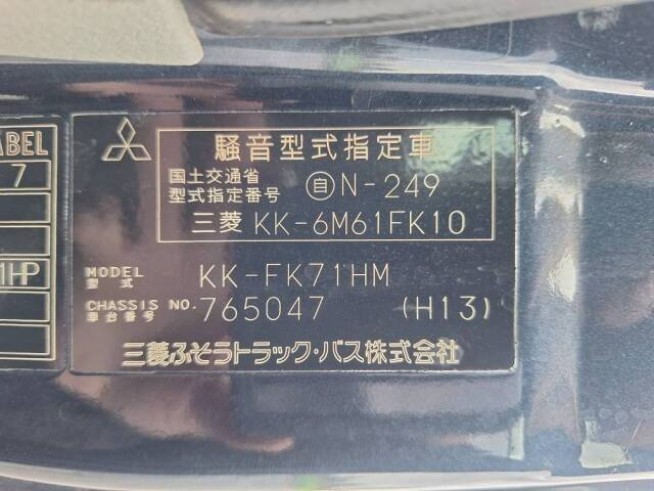 ABEL
7
1HP
騒音型式指定車
国土交通省
型式指定番号 自N-249
三菱 KK-6M61FK10
MODEL
型式 KK-FK71HM
CHASSIS NO.
車台番号 765047 (H13)
三菱ふそうトラック・バス株式会社